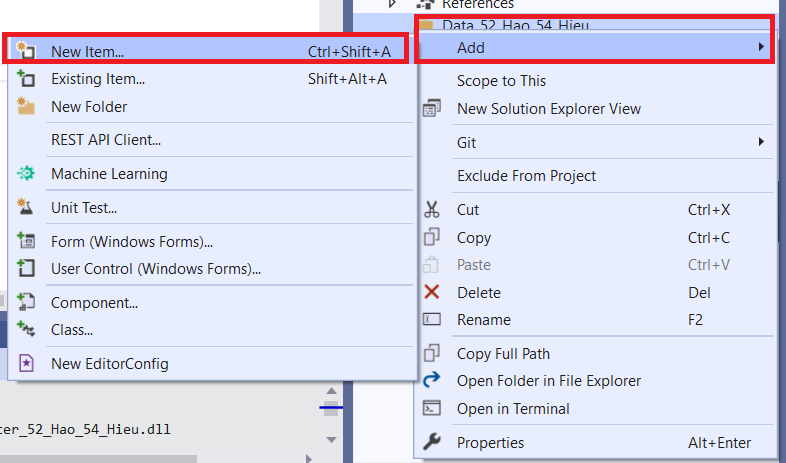 References
Data_52_Hao_54_Hieu
New Item... Ctrl+Shift+A
Existing Item... Shift+Alt+A
New Folder
REST API Client...
Machine Learning
Unit Test...
Form (Windows Forms)...
User Control (Windows Forms)...
Component...
Class...
New EditorConfig
Add
Scope to This
New Solution Explorer View
Git
Exclude From Project
Cut Ctrl+X
Copy Ctrl+C
Paste Ctrl+V
Delete Del
Rename F2
Copy Full Path
Open Folder in File Explorer
Open in Terminal
Properties Alt+Enter
ter_52_Hao_54_Hieu.dll